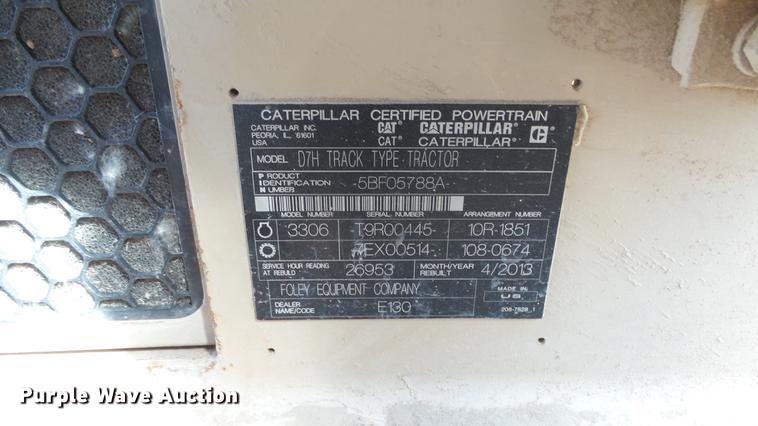 CATERPILLAR CERTIFIED POWERTRAIN
CATERPILLAR INC. CAT® CATERPILLAR® C
PEORIA, IL, 61601
USA CAT® CATERPILLAR®
MODEL D7H TRACK TYPE TRACTOR
PRODUCT IDENTIFICATION NUMBER -5BF05788A-
MODEL NUMBER SERIAL NUMBER ARRANGEMENT NUMBER
3306 T9R00445- 10R-1851
7EX00514- 108-0674
SERVICE HOUR READING AT REBUILD 26953 MONTH/YEAR REBUILT 4/2013
FOLEY EQUIPMENT COMPANY MADE IN
DEALER NAME/CODE E130 US
206-7828_1
Purple Wave Auction